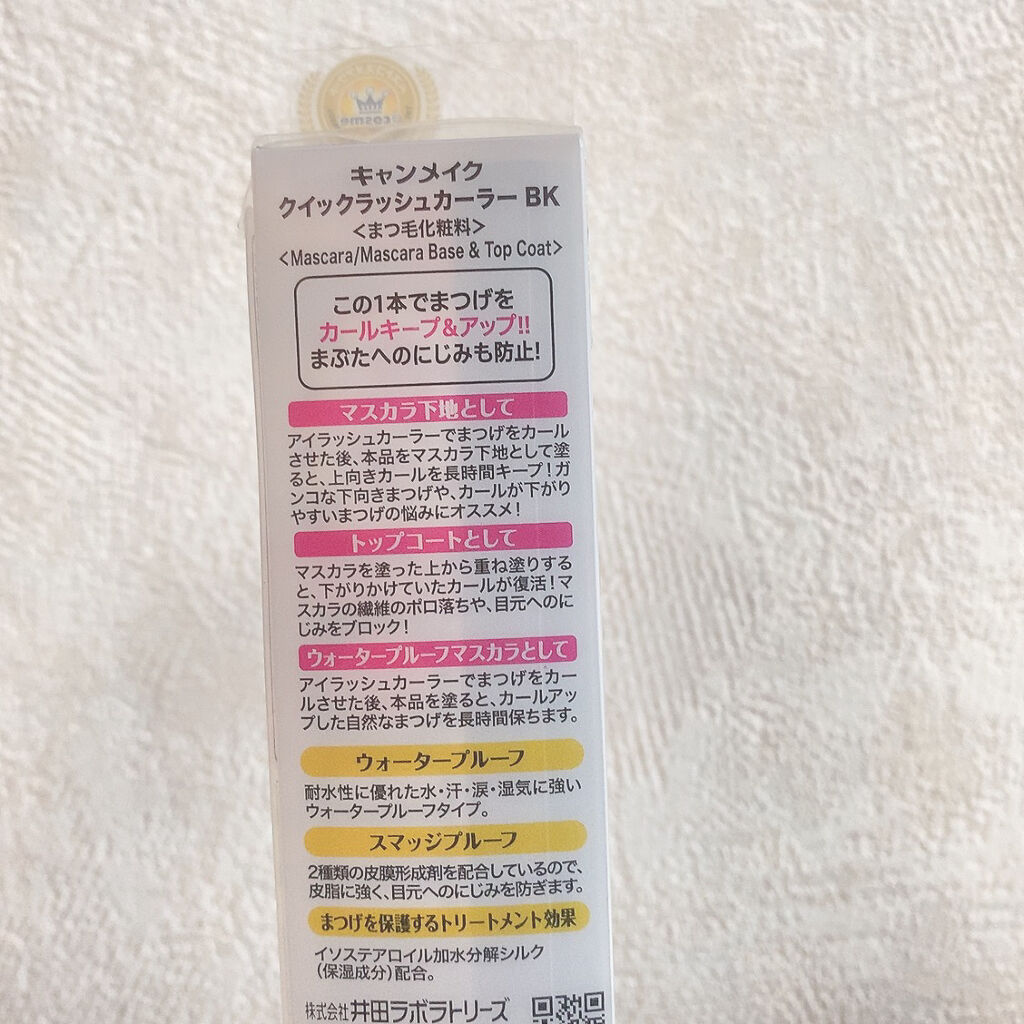 @cosme
キャンメイク
クイックラッシュカーラー BK
<まつ毛化粧料>
<Mascara/Mascara Base & Top Coat>
この1本でまつげを
カールキープ&アップ!!
まぶたへのにじみも防止!
マスカラ下地として
アイラッシュカーラーでまつげをカール
させた後、本品をマスカラ下地として塗
ると、上向きカールを長時間キープ!ガ
ンコな下向きまつげや、カールが下がり
やすいまつげの悩みにオススメ!
トップコートとして
マスカラを塗った上から重ね塗りする
と、下がりかけていたカールが復活!マ
スカラの繊維のポロ落ちや、目元へのに
じみをブロック!
ウォータープルーフマスカラとして
アイラッシュカーラーでまつげをカー
ルさせた後、本品を塗ると、カールアッ
プした自然なまつげを長時間保ちます。
ウォータープルーフ
耐水性に優れた水・汗・涙・湿気に強い
ウォータープルーフタイプ。
スマッジプルーフ
2種類の皮膜形成剤を配合しているので、
皮脂に強く、目元へのにじみを防ぎます。
まつげを保護するトリートメント効果
イソステアロイル加水分解シルク
(保湿成分)配合。
株式会社 井田ラボラトリーズ